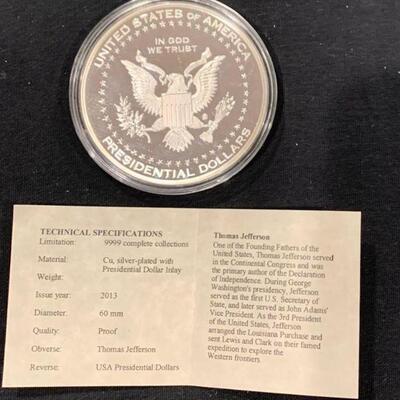 UNITED STATES OF AMERICA
IN GOD
WE TRUST
PRESIDENTIAL DOLLARS
TECHNICAL SPECIFICATIONS
Limitation: 9999 complete collections
Material: Cu, silver-plated with
Presidential Dollar Inlay
Weight:
Issue year: 2013
Diameter: 60 mm
Quality: Proof
Obverse: Thomas Jefferson
Reverse: USA Presidential Dollars
Thomas Jefferson
One of the Founding Fathers of the
United States, Thomas Jefferson served
in the Continental Congress and was
the primary author of the Declaration
of Independence. During George
Washington's presidency, Jefferson
served as the first U.S. Secretary of
State, and later served as John Adams'
Vice President. As the 3rd President
of the United States, Jefferson
arranged the Louisiana Purchase and
sent Lewis and Clark on their famed
expedition to explore the
Western frontiers.